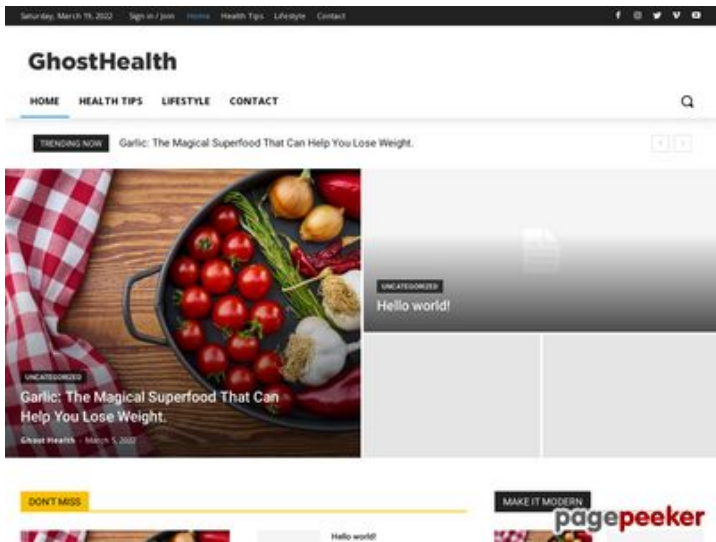 Saturday, March 19, 2022 Sign in / Join Home Health Tips Lifestyle Contact
GhostHealth
HOME HEALTH TIPS LIFESTYLE CONTACT
TRENDING NOW Garlic: The Magical Superfood That Can Help You Lose Weight.
UNCATEGORIZED
Hello world!
UNCATEGORIZED
Garlic: The Magical Superfood That Can
Help You Lose Weight.
Ghost Health - March 5, 2022
DON'T MISS
MAKE IT MODERN
pagepeeker
Hello world!